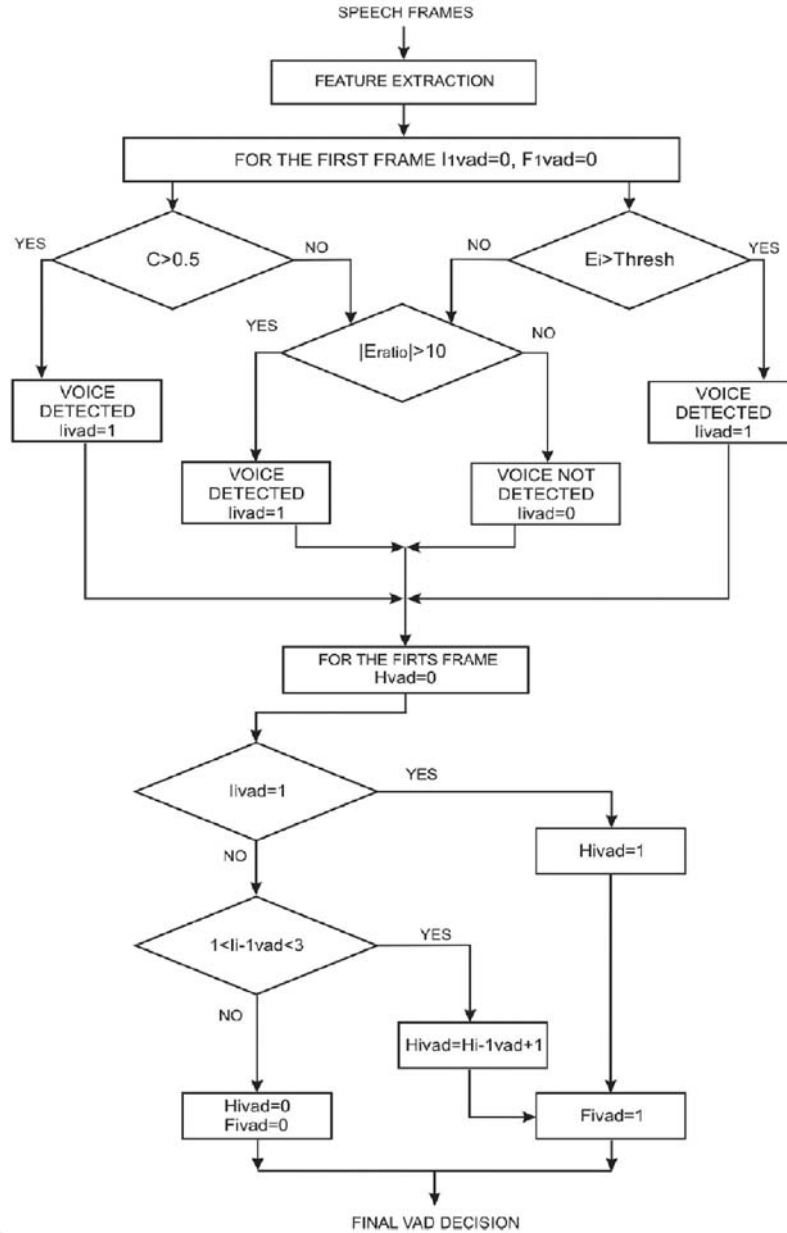 SPEECH FRAMES
FEATURE EXTRACTION
FOR THE FIRST FRAME I1vad=0, F1vad=0
YES
C>0.5
NO
NO
Ei>Thresh
YES
YES
|Eratio|>10
NO
VOICE
DETECTED
Iivad=1
VOICE
DETECTED
Iivad=1
VOICE
DETECTED
Iivad=1
VOICE NOT
DETECTED
Iivad=0
FOR THE FIRTS FRAME
Hvad=0
Iivad=1
YES
NO
Hivad=1
1<Ii-1vad<3
YES
NO
Hivad=Hi-1vad+1
Hivad=0
Fivad=0
Fivad=1
FINAL VAD DECISION